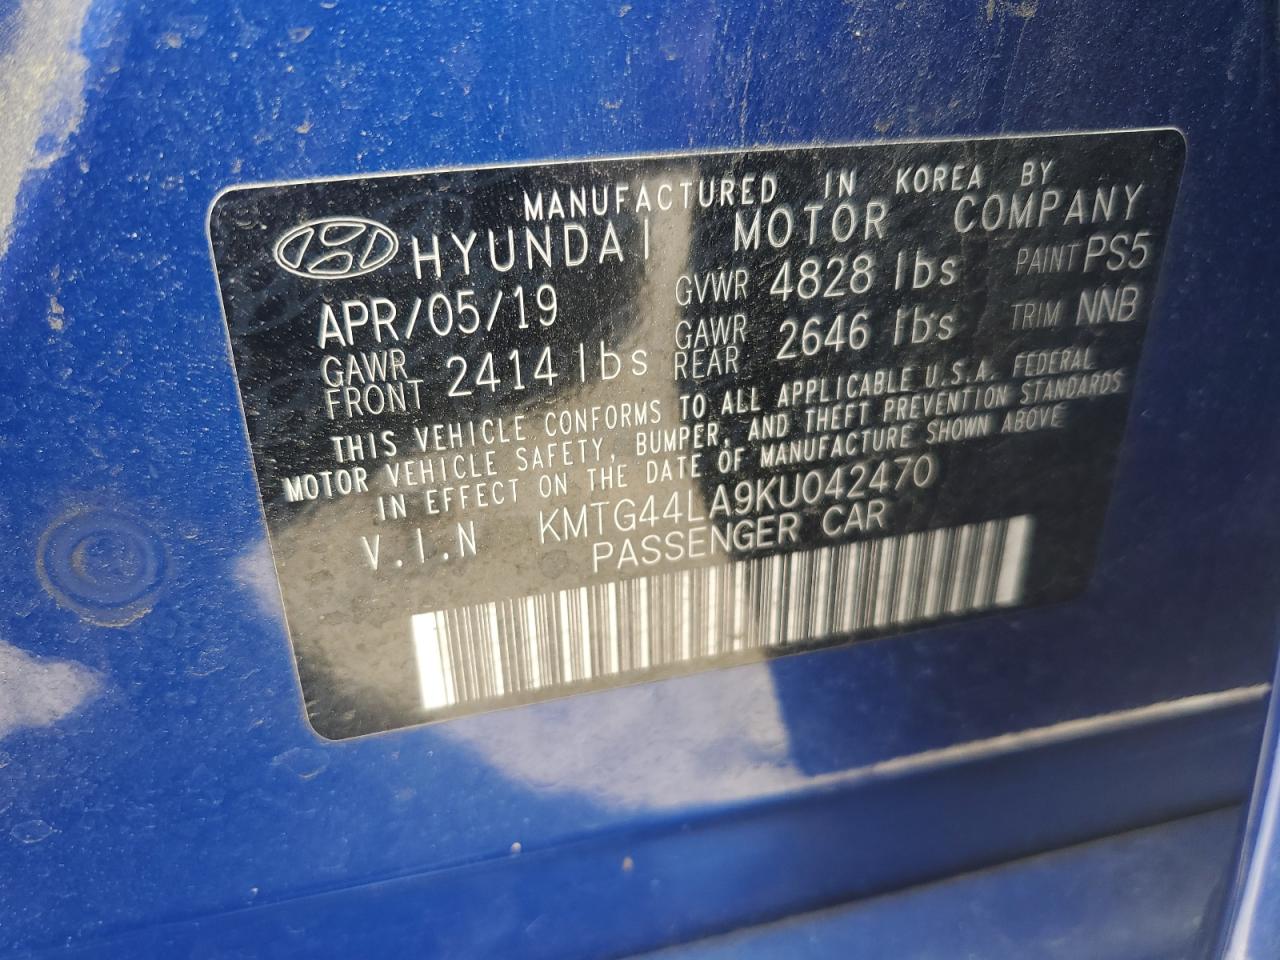 MANUFACTURED IN KOREA BY
HYUNDAI MOTOR COMPANY
APR/05/19 GVWR 4828 lbs PAINT PS5
GAWR FRONT 2414 lbs GAWR REAR 2646 lbs TRIM NNB
THIS VEHICLE CONFORMS TO ALL APPLICABLE U.S.A. FEDERAL
MOTOR VEHICLE SAFETY, BUMPER, AND THEFT PREVENTION STANDARDS
IN EFFECT ON THE DATE OF MANUFACTURE SHOWN ABOVE
V.I.N KMTG44LA9KU042470
PASSENGER CAR